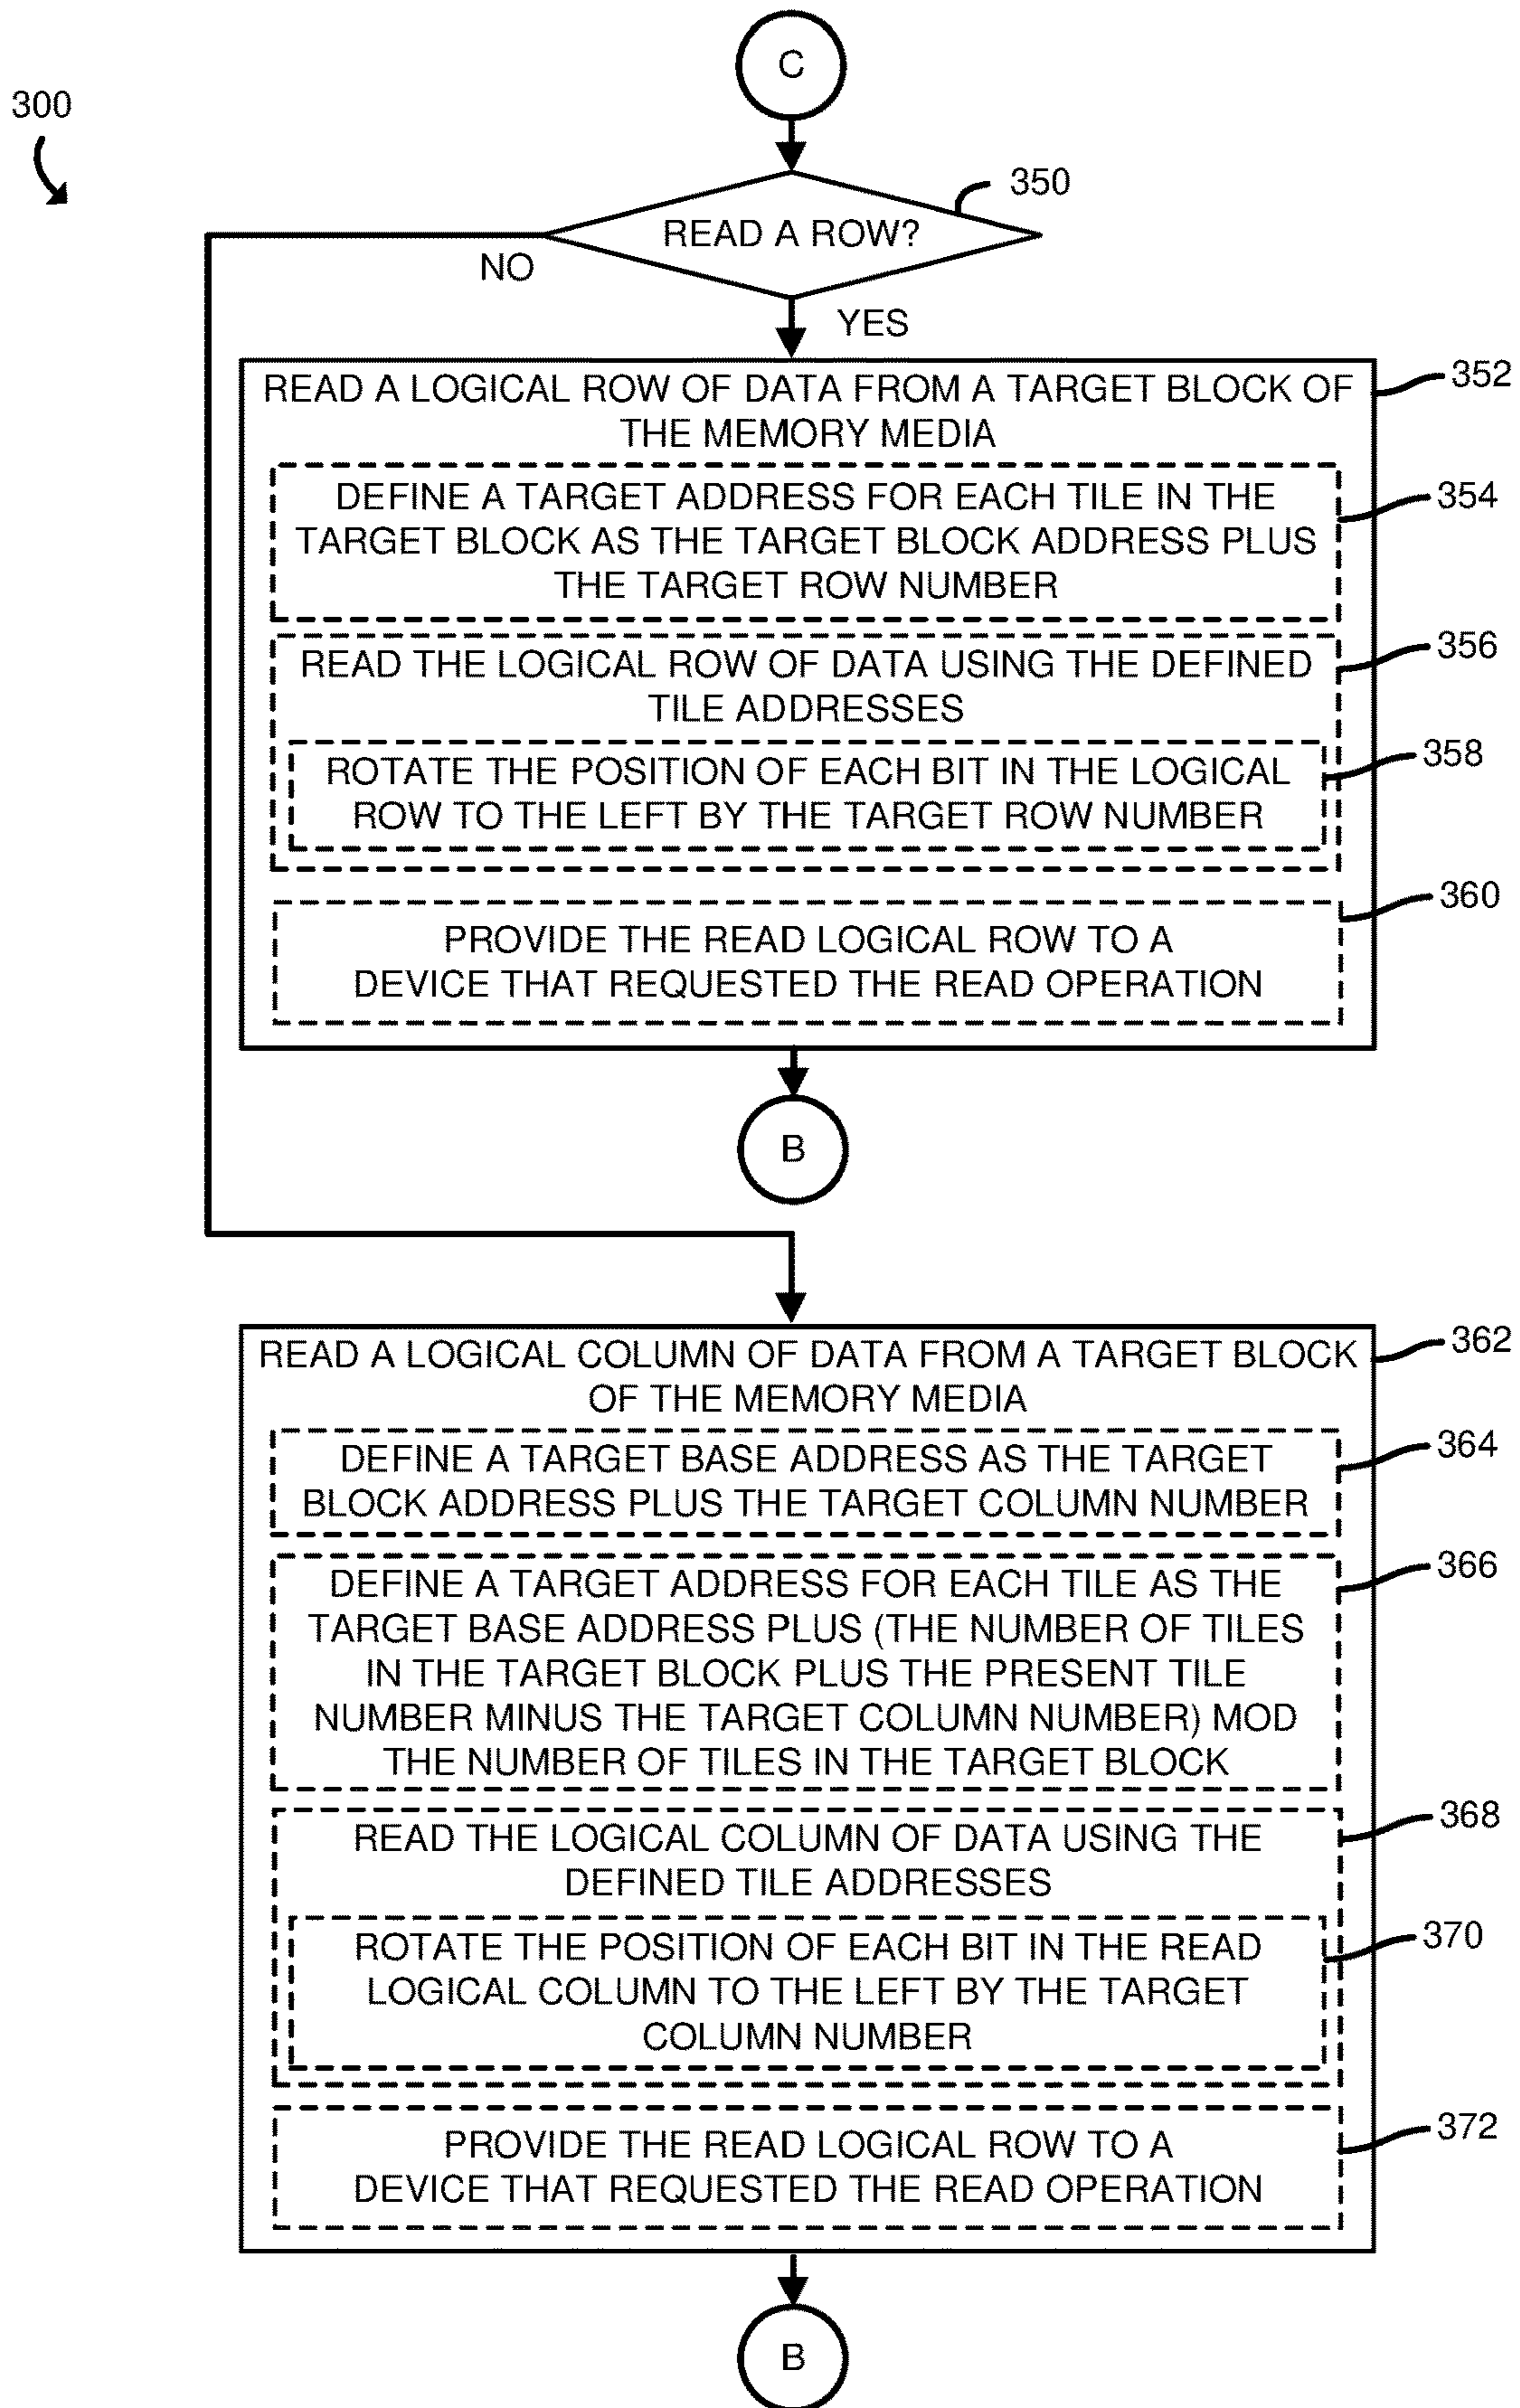 C
300
350
READ A ROW?
NO
YES
352
READ A LOGICAL ROW OF DATA FROM A TARGET BLOCK OF
THE MEMORY MEDIA
354
DEFINE A TARGET ADDRESS FOR EACH TILE IN THE
TARGET BLOCK AS THE TARGET BLOCK ADDRESS PLUS
THE TARGET ROW NUMBER
356
READ THE LOGICAL ROW OF DATA USING THE DEFINED
TILE ADDRESSES
358
ROTATE THE POSITION OF EACH BIT IN THE LOGICAL
ROW TO THE LEFT BY THE TARGET ROW NUMBER
360
PROVIDE THE READ LOGICAL ROW TO A
DEVICE THAT REQUESTED THE READ OPERATION
B
362
READ A LOGICAL COLUMN OF DATA FROM A TARGET BLOCK
OF THE MEMORY MEDIA
364
DEFINE A TARGET BASE ADDRESS AS THE TARGET
BLOCK ADDRESS PLUS THE TARGET COLUMN NUMBER
366
DEFINE A TARGET ADDRESS FOR EACH TILE AS THE
TARGET BASE ADDRESS PLUS (THE NUMBER OF TILES
IN THE TARGET BLOCK PLUS THE PRESENT TILE
NUMBER MINUS THE TARGET COLUMN NUMBER) MOD
THE NUMBER OF TILES IN THE TARGET BLOCK
368
READ THE LOGICAL COLUMN OF DATA USING THE
DEFINED TILE ADDRESSES
370
ROTATE THE POSITION OF EACH BIT IN THE READ
LOGICAL COLUMN TO THE LEFT BY THE TARGET
COLUMN NUMBER
372
PROVIDE THE READ LOGICAL ROW TO A
DEVICE THAT REQUESTED THE READ OPERATION
B